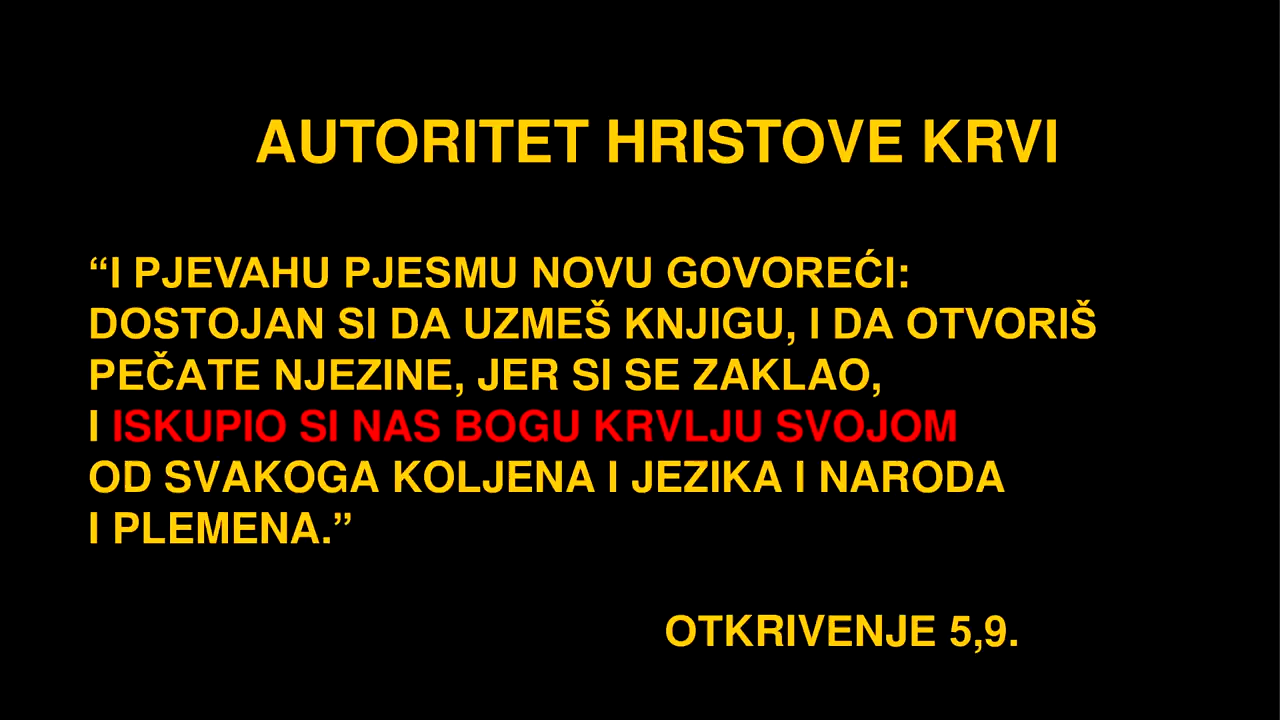 AUTORITET HRISTOVE KRVI
“I PJEVAHU PJESMU NOVU GOVOREĆI:
DOSTOJAN SI DA UZMEŠ KNJIGU, I DA OTVORIŠ
PEČATE NJEZINE, JER SI SE ZAKLAO,
I ISKUPIO SI NAS BOGU KRVLJU SVOJOM
OD SVAKOGA KOLJENA I JEZIKA I NARODA
I PLEMENA.”
OTKRIVENJE 5,9.